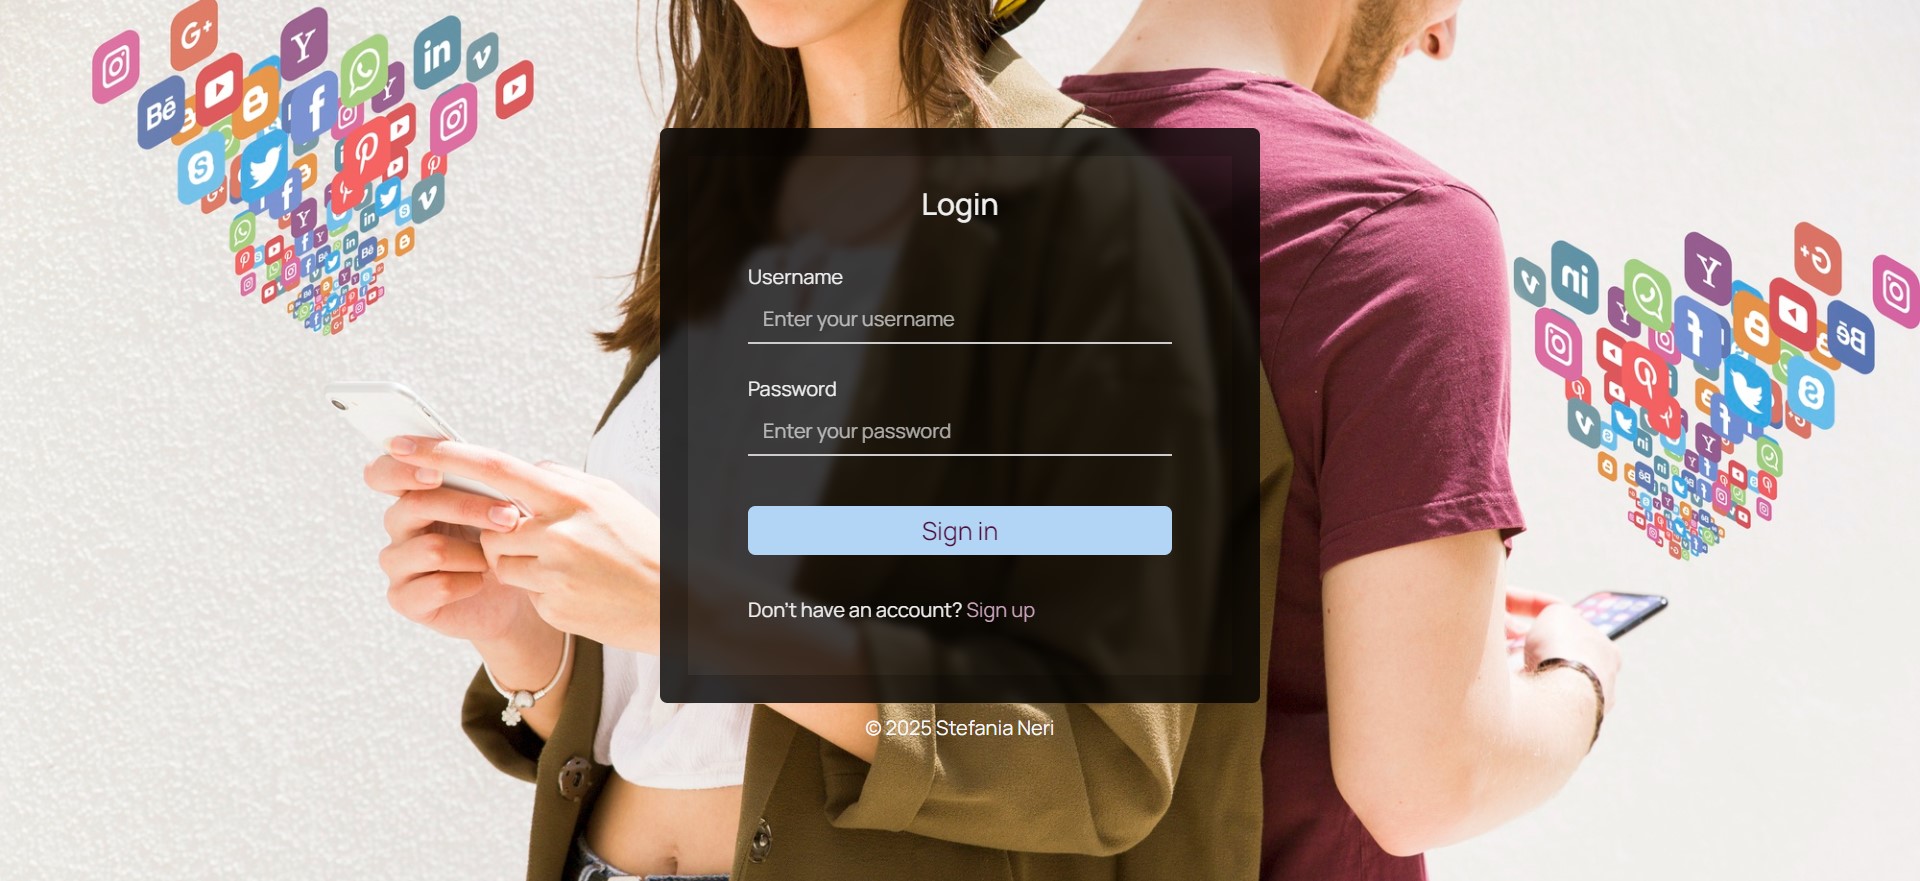 Login
Username
Enter your username
Password
Enter your password
Sign in
Don't have an account? Sign up
© 2025 Stefania Neri